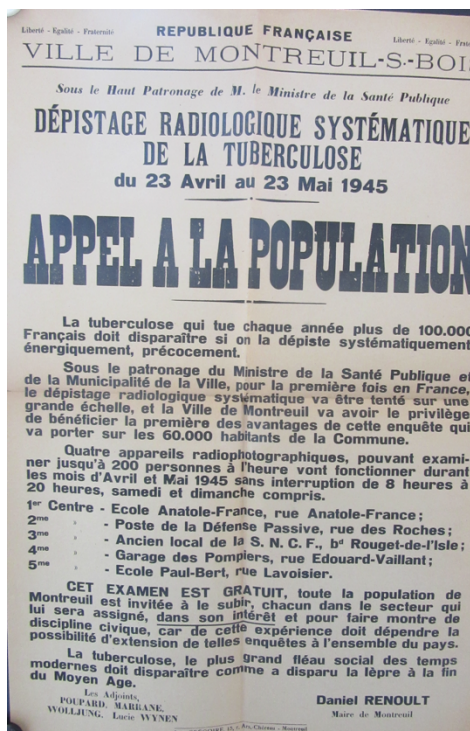 Liberté - Egalité - Fraternité REPUBLIQUE FRANÇAISE Liberté - Egalité - Frat
VILLE DE MONTREUIL-S.-BOIS
Sous le Haut Patronage de M. le Ministre de la Santé Publique
DÉPISTAGE RADIOLOGIQUE SYSTÉMATIQUE
DE LA TUBERCULOSE
du 23 Avril au 23 Mai 1945
APPEL A LA POPULATION
La tuberculose qui tue chaque année plus de 100.000
Français doit disparaître si on la dépiste systématiquement
énergiquement, précocement.
Sous le patronage du Ministre de la Santé Publique et
de la Municipalité de la Ville, pour la première fois en France,
le dépistage radiologique systématique va être tenté sur une
grande échelle, et la Ville de Montreuil va avoir le privilège
de bénéficier la première des avantages de cette enquête qui
va porter sur les 60.000 habitants de la Commune.
Quatre appareils radiophotographiques, pouvant exami-
ner jusqu'à 200 personnes à l'heure vont fonctionner durant
les mois d'Avril et Mai 1945 sans interruption de 8 heures à
20 heures, samedi et dimanche compris.
1er Centre - Ecole Anatole-France, rue Anatole-France;
2me " - Poste de la Défense Passive, rue des Roches;
3me " - Ancien local de la S. N. C. F., bd Rouget-de-l'Isle;
4me " - Garage des Pompiers, rue Edouard-Vaillant;
5me " - Ecole Paul-Bert, rue Lavoisier.
CET EXAMEN EST GRATUIT, toute la population de
Montreuil est invitée à le subir, chacun dans le secteur qui
lui sera assigné, dans son intérêt et pour faire montre de
discipline civique, car de cette expérience doit dépendre la
possibilité d'extension de telles enquêtes à l'ensemble du pays.
La tuberculose, le plus grand fléau social des temps
modernes doit disparaître comme a disparu la lèpre à la fin
du Moyen Age.
Les Adjoints,
POUPARD, MARRANE,
WOLLJUNG, Lucie WYNEN
Daniel RENOULT
Maire de Montreuil